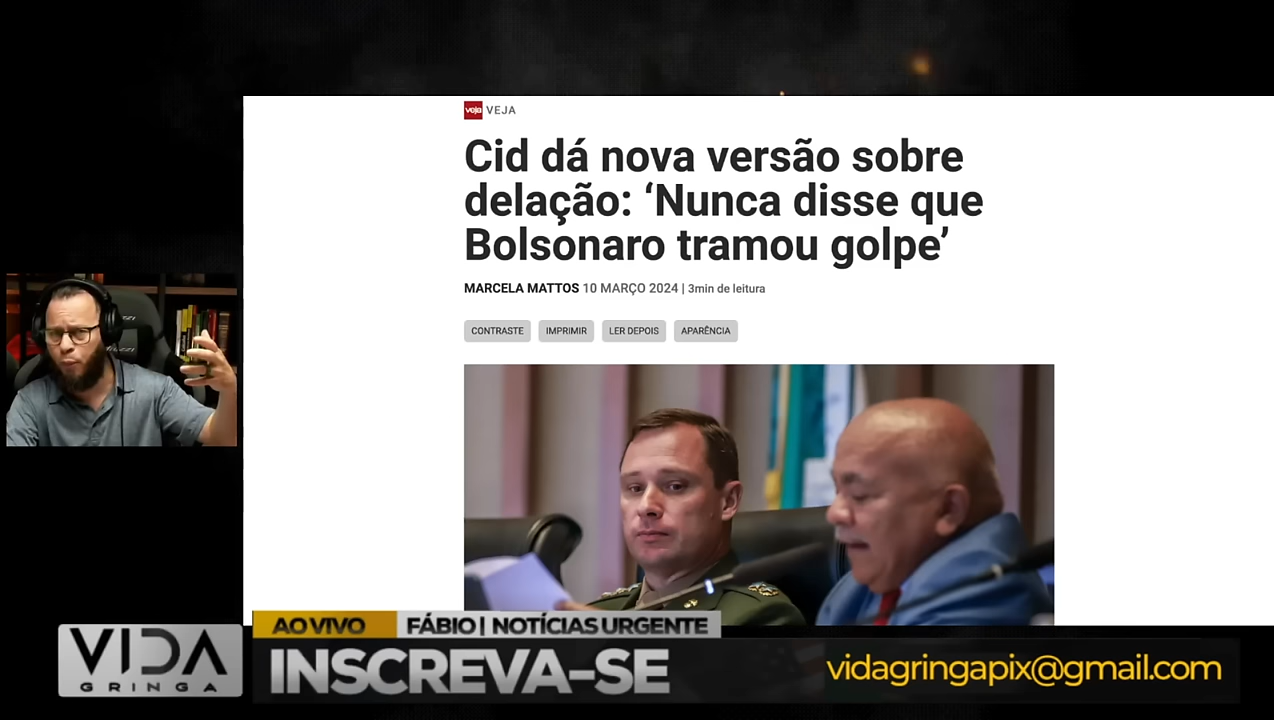 veja VEJA
Cid dá nova versão sobre
delação: ‘Nunca disse que
Bolsonaro tramou golpe’
MARCELA MATTOS 10 MARÇO 2024 | 3min de leitura
CONTRASTE IMPRIMIR LER DEPOIS APARÊNCIA
AO VIVO FÁBIO | NOTÍCIAS URGENTE
VIDA
GRINGA
INSCREVA-SE
vidagringapix@gmail.com